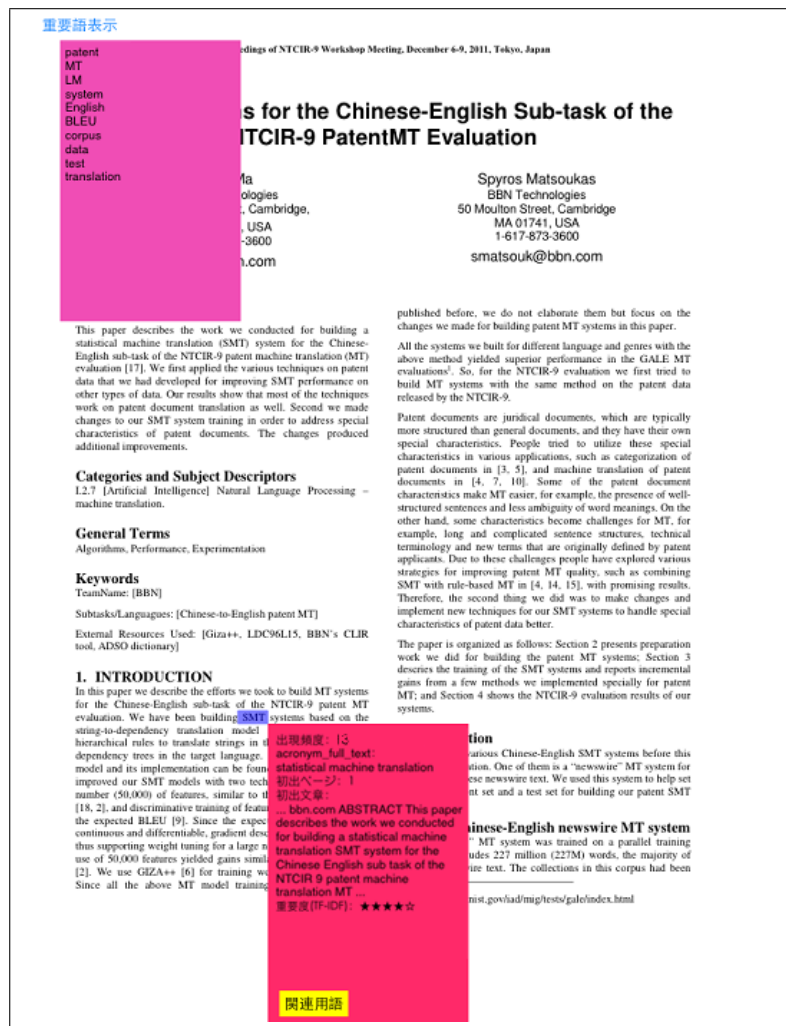 重要語表示
patent
MT
LM
system
English
BLEU
corpus
data
test
translation
edings of NTCIR-9 Workshop Meeting, December 6-9, 2011, Tokyo, Japan
s for the Chinese-English Sub-task of the
NTCIR-9 PatentMT Evaluation
Ma
ologies
, Cambridge,
, USA
-3600
.com
Spyros Matsoukas
BBN Technologies
50 Moulton Street, Cambridge
MA 01741, USA
1-617-873-3600
smatsouk@bbn.com
This paper describes the work we conducted for building a
statistical machine translation (SMT) system for the Chinese-
English sub-task of the NTCIR-9 patent machine translation (MT)
evaluation [17]. We first applied the various techniques on patent
data that we had developed for improving SMT performance on
other types of data. Our results show that most of the techniques
work on patent document translation as well. Second we made
changes to our SMT system training in order to address special
characteristics of patent documents. The changes produced
additional improvements.
Categories and Subject Descriptors
I.2.7 [Artificial Intelligence] Natural Language Processing –
machine translation.
General Terms
Algorithms, Performance, Experimentation
Keywords
TeamName: [BBN]
Subtasks/Languagues: [Chinese-to-English patent MT]
External Resources Used: [Giza++, LDC96L15, BBN's CLIR
tool, ADSO dictionary]
1. INTRODUCTION
In this paper we describe the efforts we took to build MT systems
for the Chinese-English sub-task of the NTCIR-9 patent MT
evaluation. We have been building SMT systems based on the
string-to-dependency translation model
hierarchical rules to translate strings in th
dependency trees in the target language.
model and its implementation can be foun
improved our SMT models with two tech
number (50,000) of features, similar to th
[18, 2], and discriminative training of featur
the expected BLEU [9]. Since the expec
continuous and differentiable, gradient desc
thus supporting weight tuning for a large n
use of 50,000 features yielded gains simila
[2]. We use GIZA++ [6] for training wo
Since all the above MT model training
published before, we do not elaborate them but focus on the
changes we made for building patent MT systems in this paper.
All the systems we built for different language and genres with the
above method yielded superior performance in the GALE MT
evaluations1. So, for the NTCIR-9 evaluation we first tried to
build MT systems with the same method on the patent data
released by the NTCIR-9.
Patent documents are juridical documents, which are typically
more structured than general documents, and they have their own
special characteristics. People tried to utilize these special
characteristics in various applications, such as categorization of
patent documents in [3, 5], and machine translation of patent
documents in [4, 7, 10]. Some of the patent document
characteristics make MT easier, for example, the presence of well-
structured sentences and less ambiguity of word meanings. On the
other hand, some characteristics become challenges for MT, for
example, long and complicated sentence structures, technical
terminology and new terms that are originally defined by patent
applicants. Due to these challenges people have explored various
strategies for improving patent MT quality, such as combining
SMT with rule-based MT in [4, 14, 15], with promising results.
Therefore, the second thing we did was to make changes and
implement new techniques for our SMT systems to handle special
characteristics of patent data better.
The paper is organized as follows: Section 2 presents preparation
work we did for building the patent MT systems; Section 3
descries the training of the SMT systems and reports incremental
gains from a few methods we implemented specially for patent
MT; and Section 4 shows the NTCIR-9 evaluation results of our
systems.
tion
various Chinese-English SMT systems before this
tion. One of them is a "newswire" MT system for
ese newswire text. We used this system to help set
nt set and a test set for building our patent SMT
inese-English newswire MT system
" MT system was trained on a parallel training
udes 227 million (227M) words, the majority of
ire text. The collections in this corpus had been
nist.gov/iad/mig/tests/gale/index.html
出現頻度: 13
acronym_full_text:
statistical machine translation
初出ページ: 1
初出文章:
... bbn.com ABSTRACT This paper
describes the work we conducted
for building a statistical machine
translation SMT system for the
Chinese English sub task of the
NTCIR 9 patent machine
translation MT ...
重要度(TF-IDF): ★★★★☆
関連用語